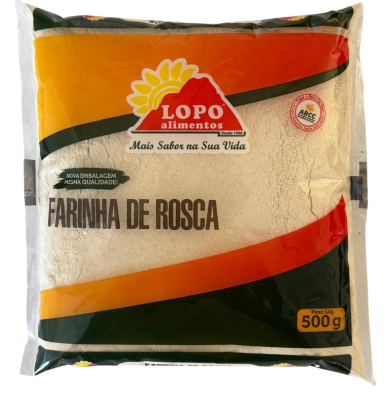 LOPO
alimentos
Desde 1986
Mais Sabor na Sua Vida
ABCC
NOVA EMBALAGEM
MESMA QUALIDADE!
FARINHA DE ROSCA
Peso Líq.
500g